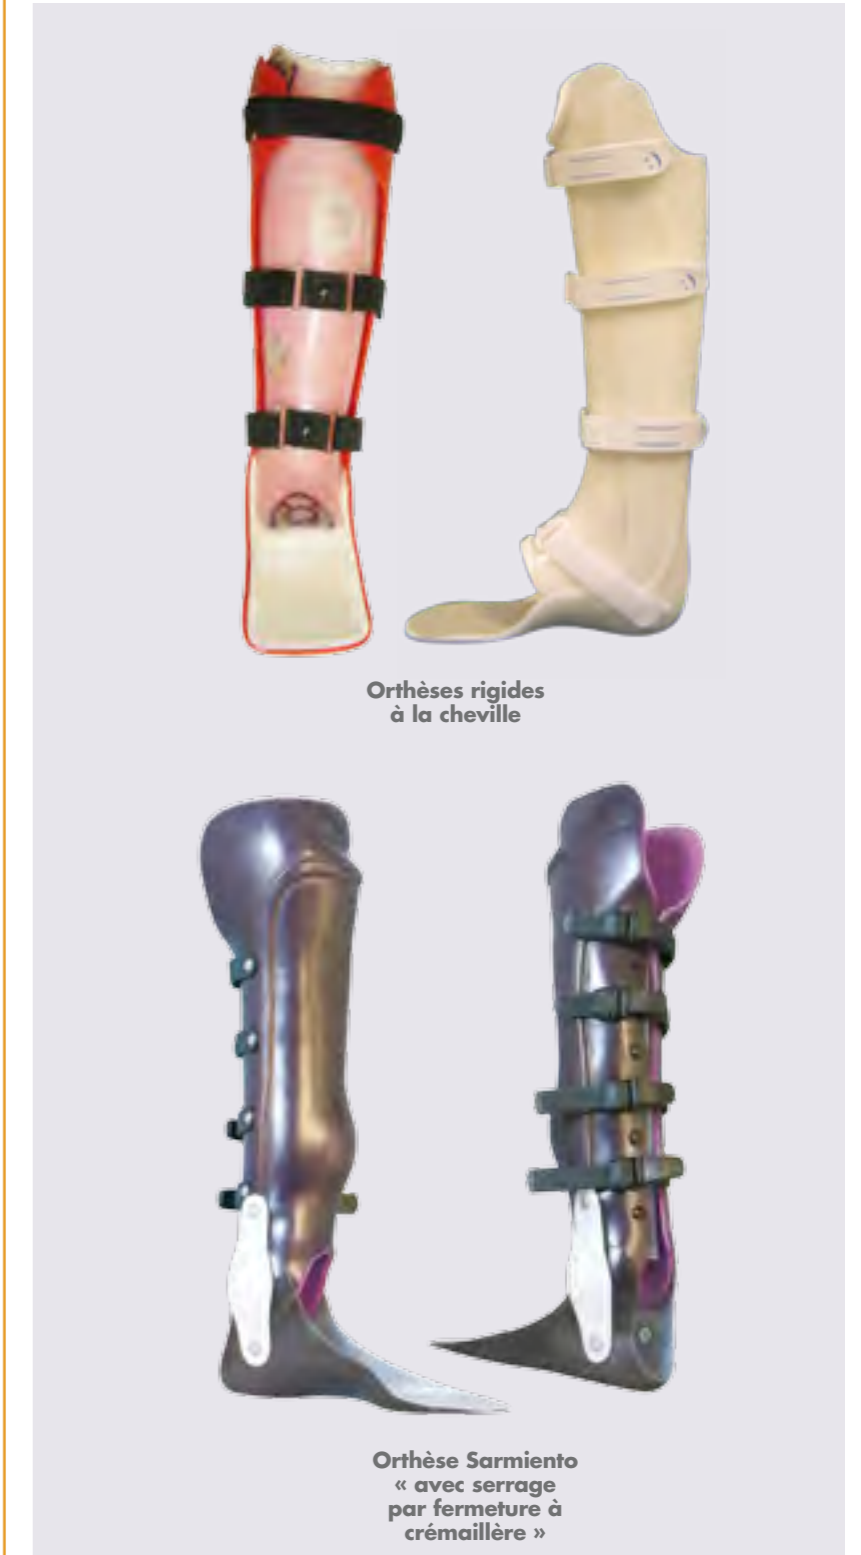 Orthèses rigides
à la cheville
Orthèse Sarmiento
« avec serrage
par fermeture à
crémaillère »